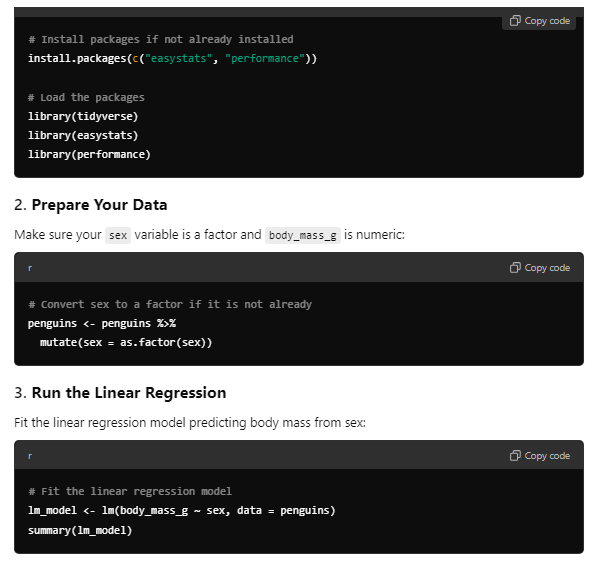 Copy code
# Install packages if not already installed
install.packages(c("easystats", "performance"))
# Load the packages
library(tidyverse)
library(easystats)
library(performance)
2. Prepare Your Data
Make sure your sex variable is a factor and body_mass_g is numeric:
r Copy code
# Convert sex to a factor if it is not already
penguins <- penguins %>%
mutate(sex = as.factor(sex))
3. Run the Linear Regression
Fit the linear regression model predicting body mass from sex:
r Copy code
# Fit the linear regression model
lm_model <- lm(body_mass_g ~ sex, data = penguins)
summary(lm_model)